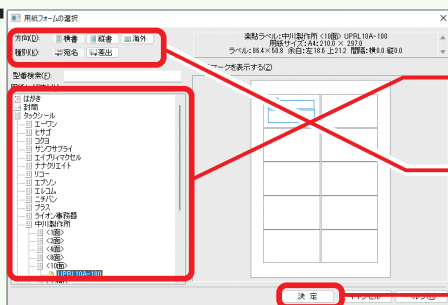 用紙フォームの選択
方向(D): 横書 縦書 海外
種別(K): 宛名 差出
楽貼ラベル:中川製作所 <10面> UPRL10A-100
用紙サイズ:A4:210.0 × 297.0
ラベル:86.4×50.8 余白:左18.6 上21.2 間隔:横0.0 縦0.0
型番検索(F):
マークを表示する(Z)
はがき
封筒
タックシール
エーワン
ヒサゴ
コクヨ
サンワサプライ
エイブリィマクセル
ナナクリエイト
リコー
エプソン
エレコム
ニチバン
プラス
ライオン事務器
中川製作所
<1面>
<2面>
<4面>
<8面>
<10面>
UPRL10A-100
決 定